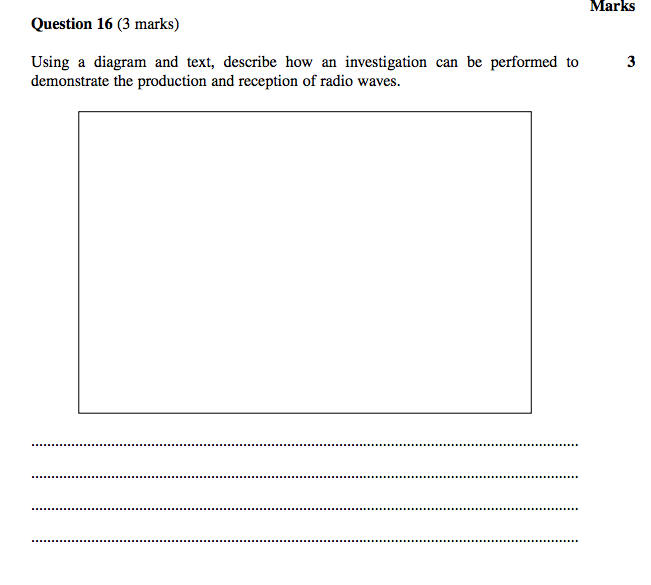 Marks
Question 16 (3 marks)
Using a diagram and text, describe how an investigation can be performed to 3
demonstrate the production and reception of radio waves.